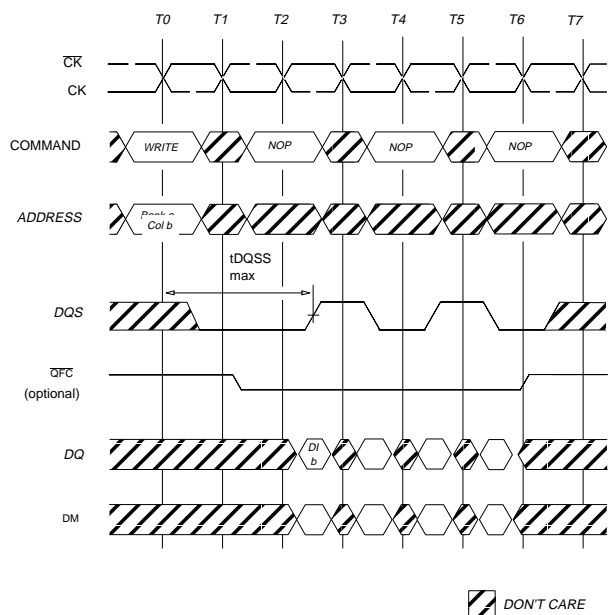 T0 T1 T2 T3 T4 T5 T6 T7
CK
CK
COMMAND WRITE NOP NOP NOP
ADDRESS
Col b
tDQSS
max
DQS
QFC
(optional)
DQ DI
b
DM
DON'T CARE